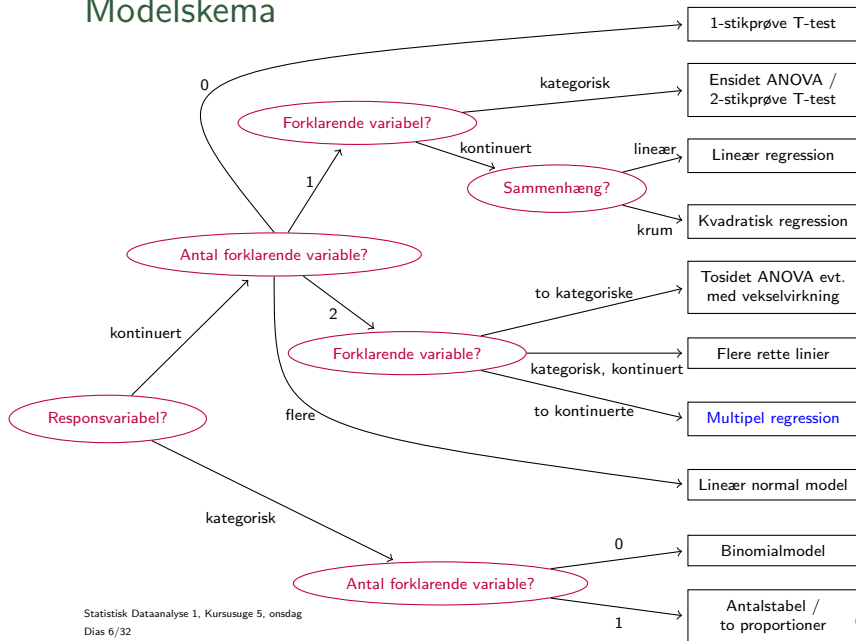 Modelskema
1-stikprøve T-test
0
kategorisk
Ensidet ANOVA /
2-stikprøve T-test
Forklarende variabel?
kontinuert
lineær
Lineær regression
1
Sammenhæng?
krum
Kvadratisk regression
Antal forklarende variable?
to kategoriske
Tosidet ANOVA evt.
med vekselvirkning
2
kontinuert
Forklarende variable?
kategorisk, kontinuert
Flere rette linier
to kontinuerte
Multipel regression
Responsvariabel?
flere
Lineær normal model
kategorisk
0
Binomialmodel
Antal forklarende variable?
1
Antalstabel /
to proportioner
Statistisk Dataanalyse 1, Kursusuge 5, onsdag
Dias 6/32